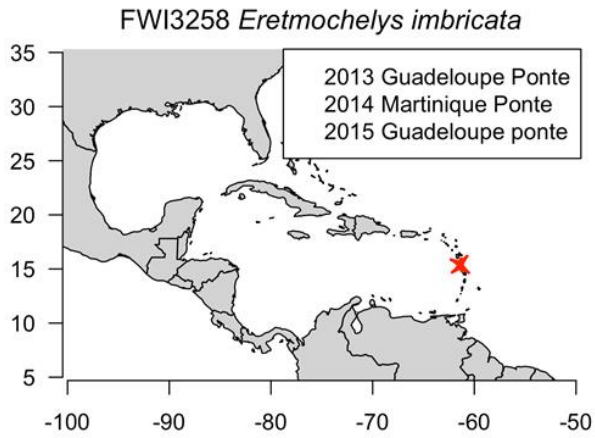 FWI3258 Eretmochelys imbricata
35
2013 Guadeloupe Ponte
2014 Martinique Ponte
2015 Guadeloupe ponte
30
25
20
15
10
5
-100 -90 -80 -70 -60 -50